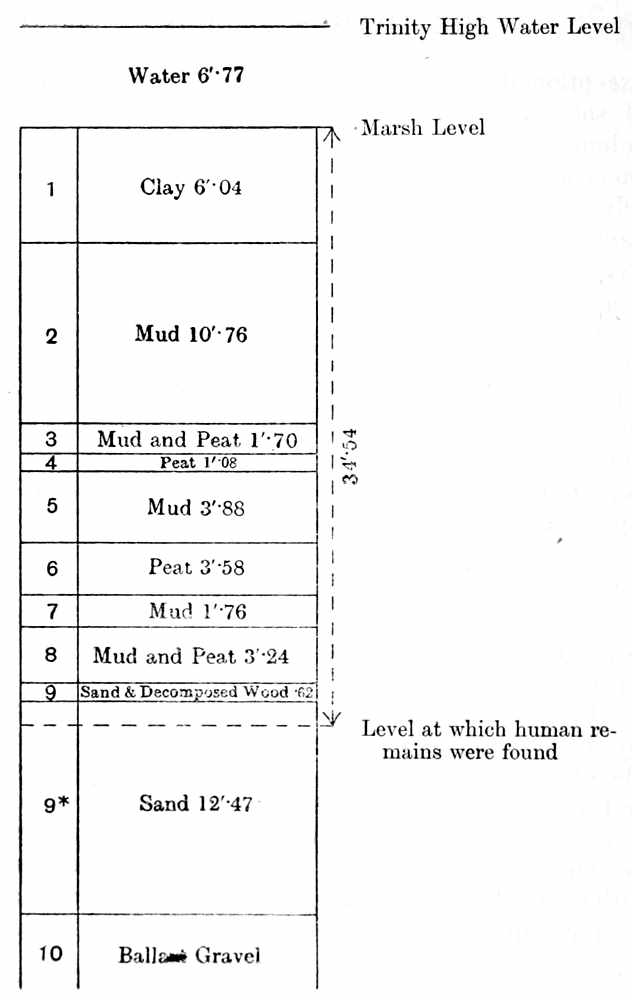 Trinity High Water Level
Water 6′·77
Marsh Level
1 Clay 6′·04
2 Mud 10′·76
3 Mud and Peat 1′·70
4 Peat 1′·08
34′·54
5 Mud 3′·88
6 Peat 3′·58
7 Mud 1′·76
8 Mud and Peat 3′·24
9 Sand & Decomposed Wood ·62
Level at which human re-
mains were found
9* Sand 12′·47
10 Gravel